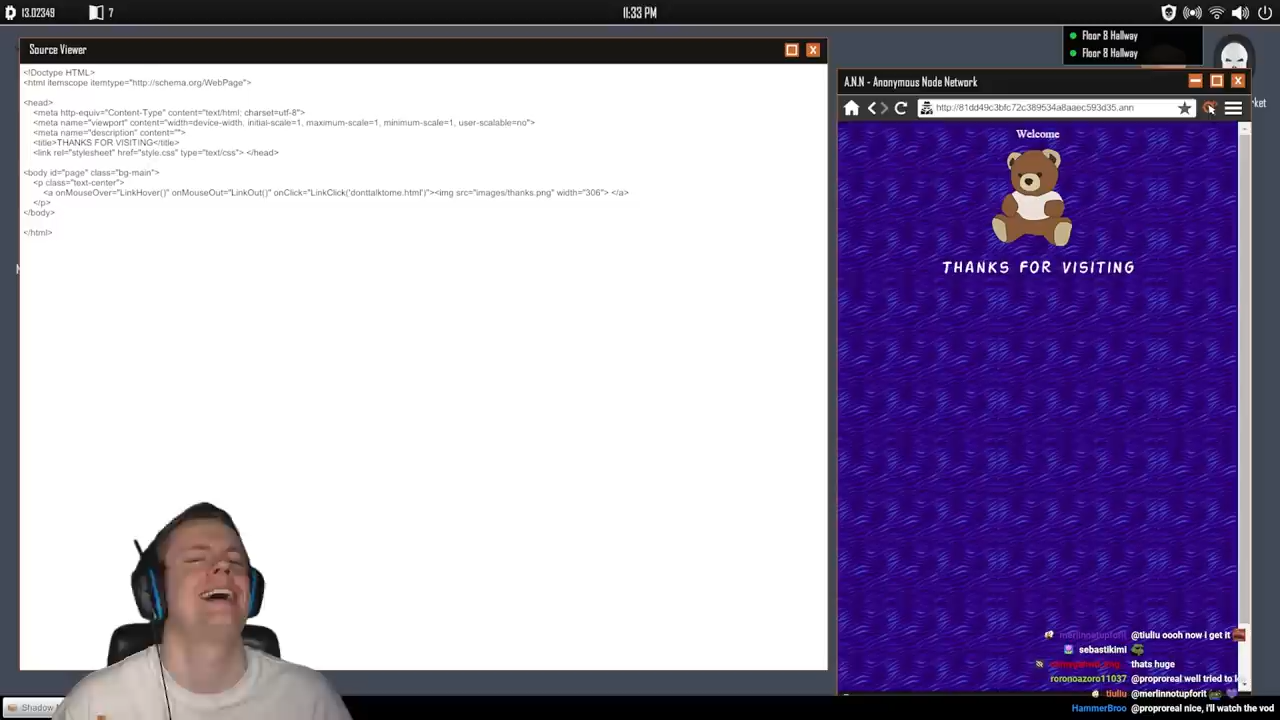 13.02349
7
11:33 PM
Floor 8 Hallway
Floor 8 Hallway
Source Viewer
<!Doctype HTML>
<html itemscope itemtype="http://schema.org/WebPage">
<head>
<meta http-equiv="Content-Type" content="text/html; charset=utf-8">
<meta name="viewport" content="width=device-width, initial-scale=1, maximum-scale=1, minimum-scale=1, user-scalable=no">
<meta name="description" content="">
<title>THANKS FOR VISITING</title>
<link rel="stylesheet" href="style.css" type="text/css"> </head>
<body id="page" class="bg-main">
<p class="text-center">
<a onMouseOver="LinkHover()" onMouseOut="LinkOut()" onClick="LinkClick('donttalktome.html')"><img src="images/thanks.png" width="306"> </a>
</p>
</body>
</html>
A.N.N - Anonymous Node Network
http://81dd49c3bfc72c389534a8aaec593d35.ann
Welcome
THANKS FOR VISITING
merlinnotupforit @tiuliu oooh now i get it
sebastikiml
thats huge
roronoazoro11037 @proproreal well tried to
tiuliu @merlinnotupforit
HammerBroo @proproreal nice, i'll watch the vod
Shadow